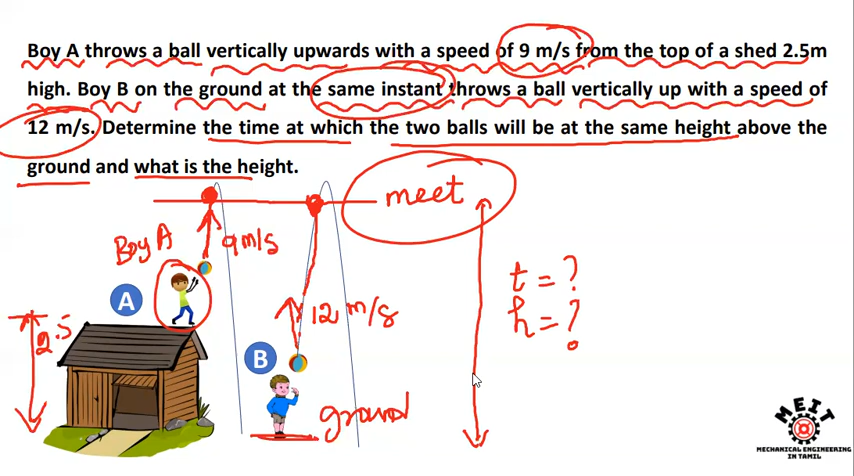 Boy A throws a ball vertically upwards with a speed of 9 m/s from the top of a shed 2.5m
high. Boy B on the ground at the same instant throws a ball vertically up with a speed of
12 m/s. Determine the time at which the two balls will be at the same height above the
ground and what is the height.
meet
Boy A
9m/s
t = ?
A
12 m/s
h = ?
2.5
B
ground
MEIT
MECHANICAL ENGINEERING
IN TAMIL